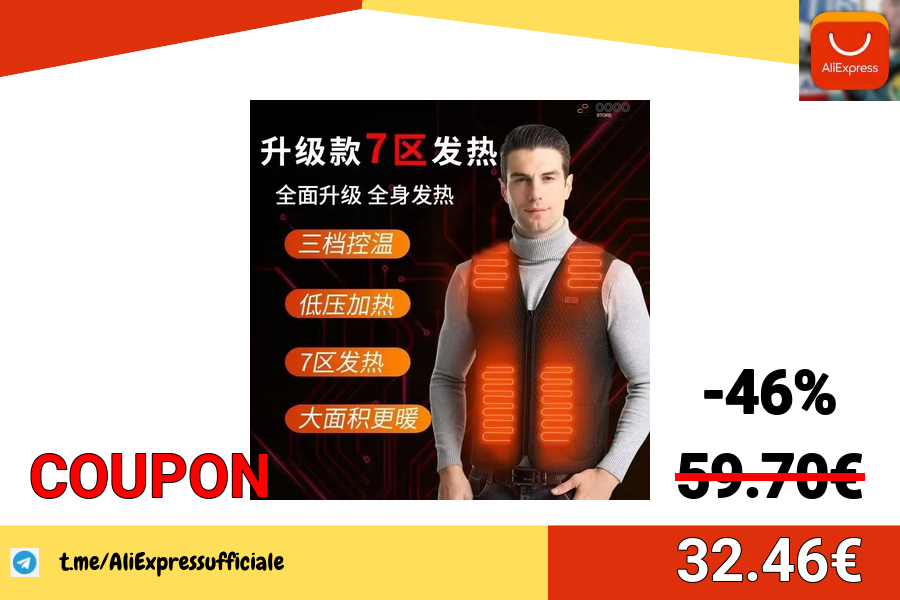 AliExpress
OOOO
STORE
升级款7区发热
全面升级 全身发热
三档控温
低压加热
7区发热
大面积更暖
-46%
COUPON
59.70€
t.me/AliExpressufficiale
32.46€